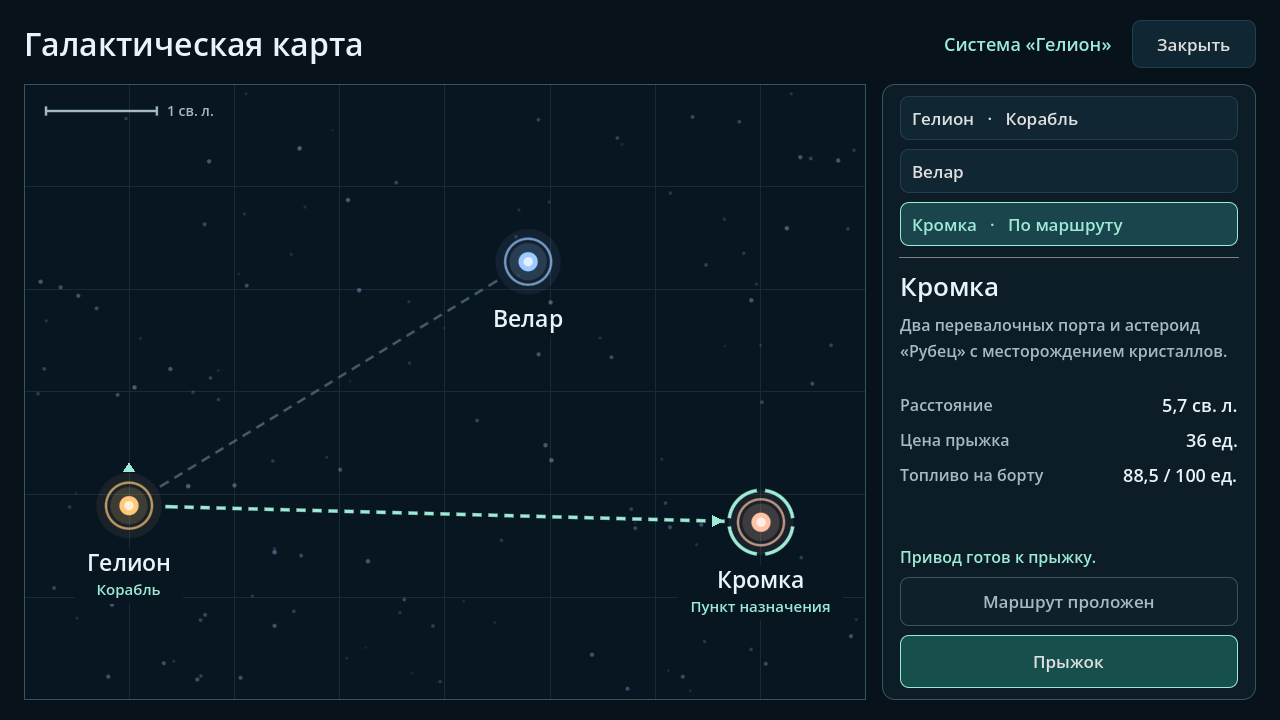 Галактическая карта
Система «Гелион»
Закрыть
1 св. л.
Велар
Гелион
Корабль
Кромка
Пункт назначения
Гелион · Корабль
Велар
Кромка · По маршруту
Кромка
Два перевалочных порта и астероид
«Рубец» с месторождением кристаллов.
Расстояние 5,7 св. л.
Цена прыжка 36 ед.
Топливо на борту 88,5 / 100 ед.
Привод готов к прыжку.
Маршрут проложен
Прыжок